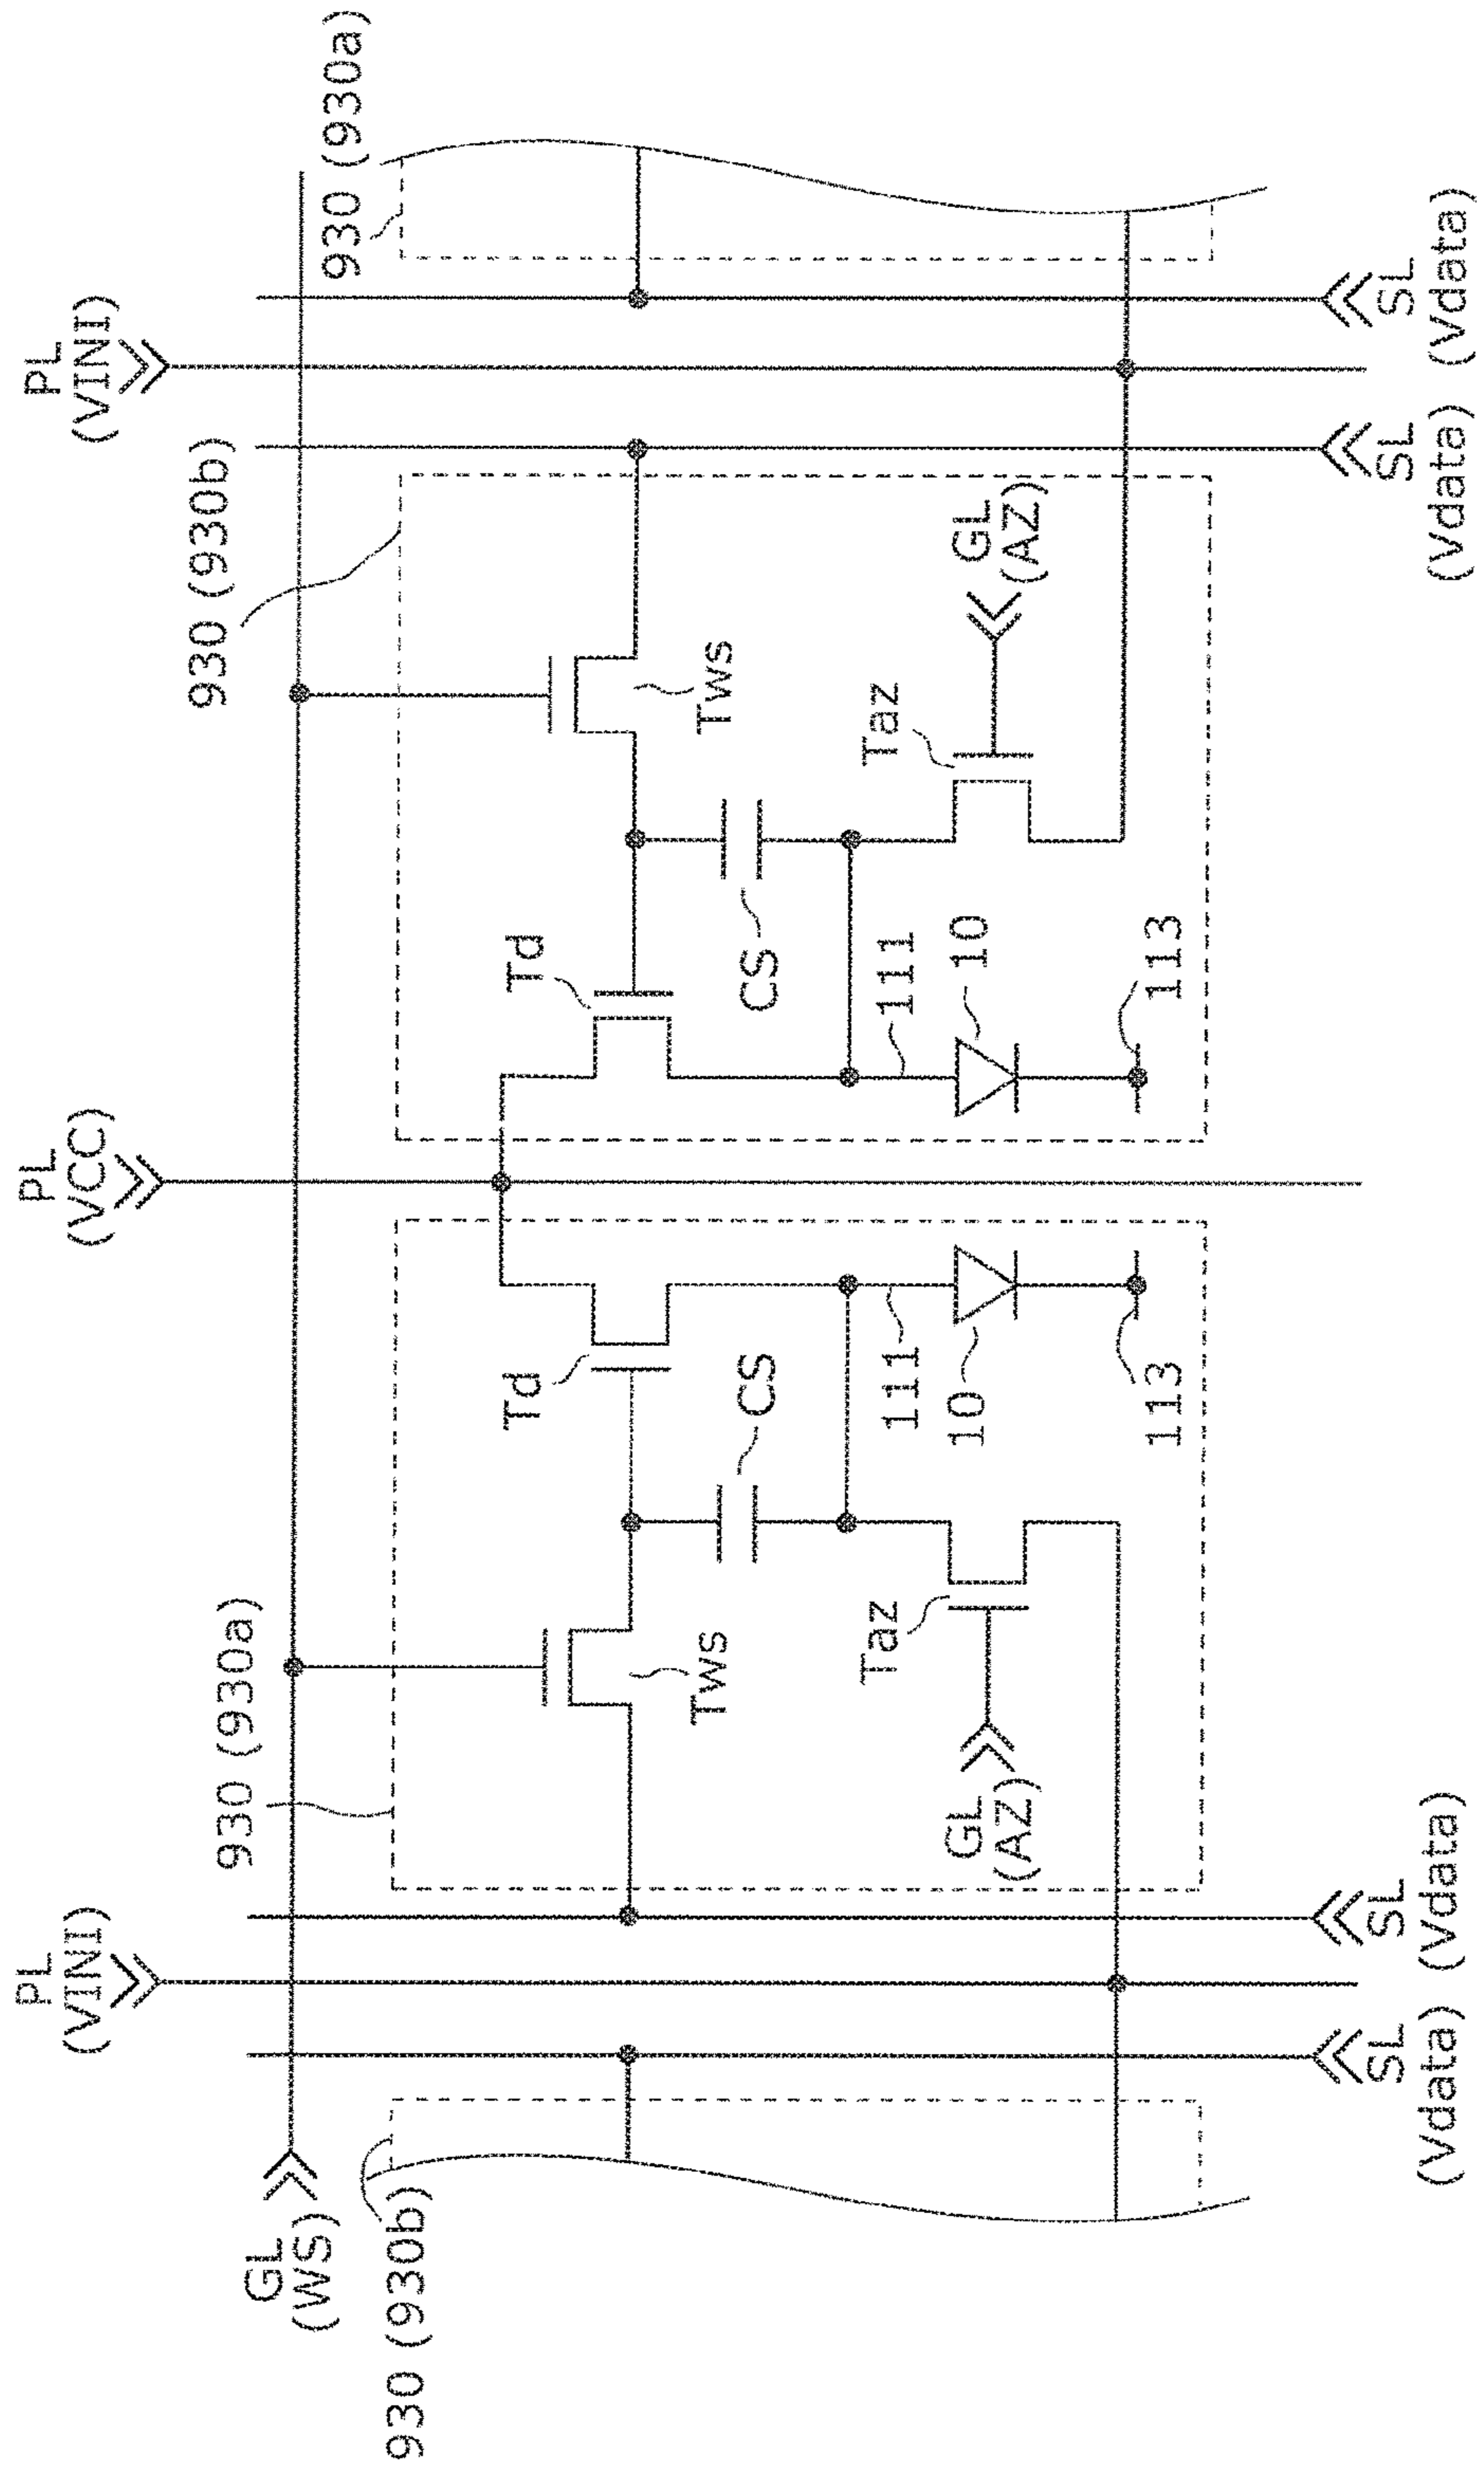 PL
(VINI)
PL
(VCC)
PL
(VINI)
GL
(WS)
930 (930b)
930 (930a)
930 (930b)
930 (930a)
Td
Td
Tws
Tws
CS
CS
Taz
Taz
GL
(AZ)
GL
(AZ)
111
111
10
10
113
113
SL
(Vdata)
SL
(Vdata)
SL
(Vdata)
SL
(Vdata)